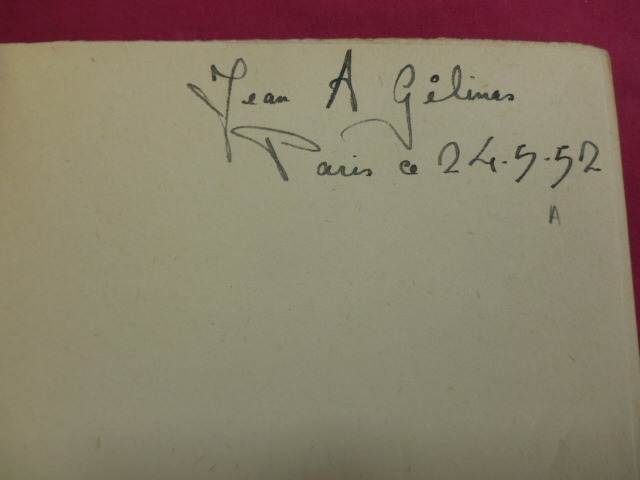 Jean A Gélinas
Paris ce 24.5.52
A